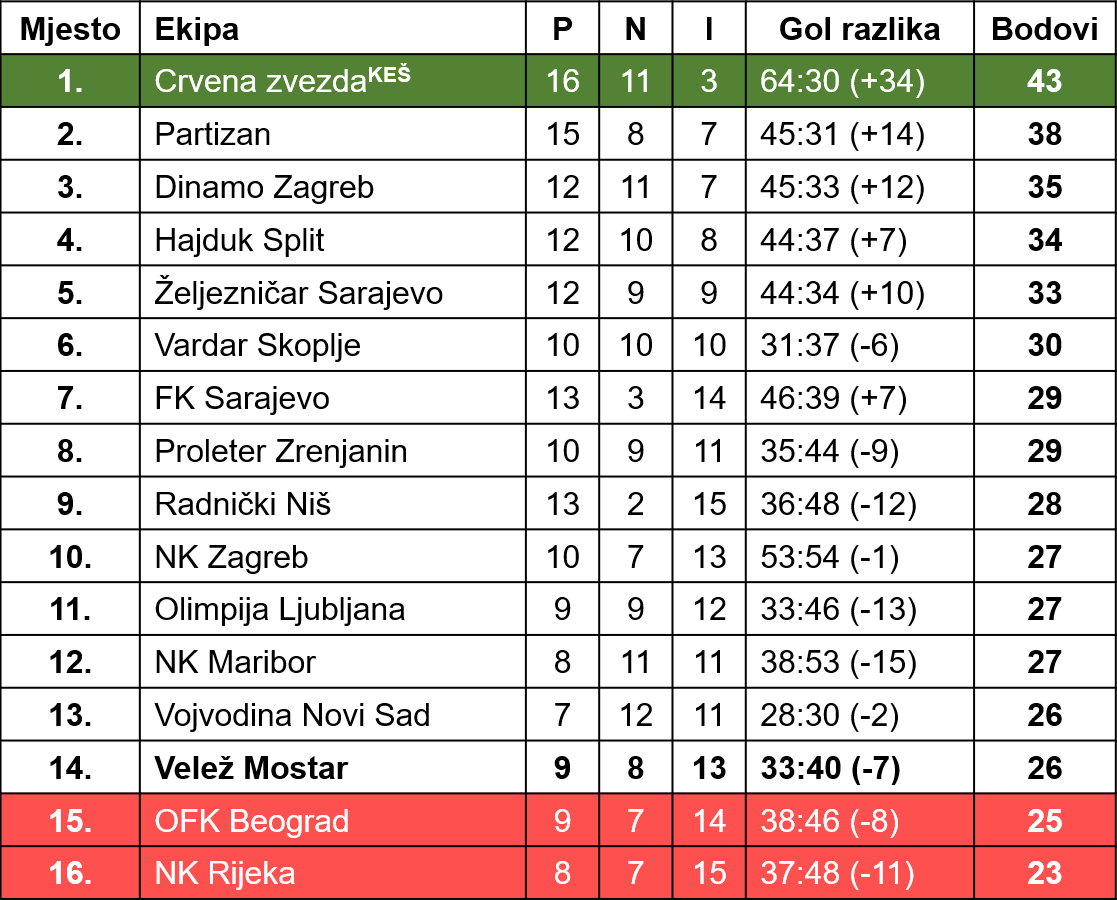 Mjesto Ekipa P N I Gol razlika Bodovi
1. Crvena zvezdaKEŠ 16 11 3 64:30 (+34) 43
2. Partizan 15 8 7 45:31 (+14) 38
3. Dinamo Zagreb 12 11 7 45:33 (+12) 35
4. Hajduk Split 12 10 8 44:37 (+7) 34
5. Željezničar Sarajevo 12 9 9 44:34 (+10) 33
6. Vardar Skoplje 10 10 10 31:37 (-6) 30
7. FK Sarajevo 13 3 14 46:39 (+7) 29
8. Proleter Zrenjanin 10 9 11 35:44 (-9) 29
9. Radnički Niš 13 2 15 36:48 (-12) 28
10. NK Zagreb 10 7 13 53:54 (-1) 27
11. Olimpija Ljubljana 9 9 12 33:46 (-13) 27
12. NK Maribor 8 11 11 38:53 (-15) 27
13. Vojvodina Novi Sad 7 12 11 28:30 (-2) 26
14. Velež Mostar 9 8 13 33:40 (-7) 26
15. OFK Beograd 9 7 14 38:46 (-8) 25
16. NK Rijeka 8 7 15 37:48 (-11) 23